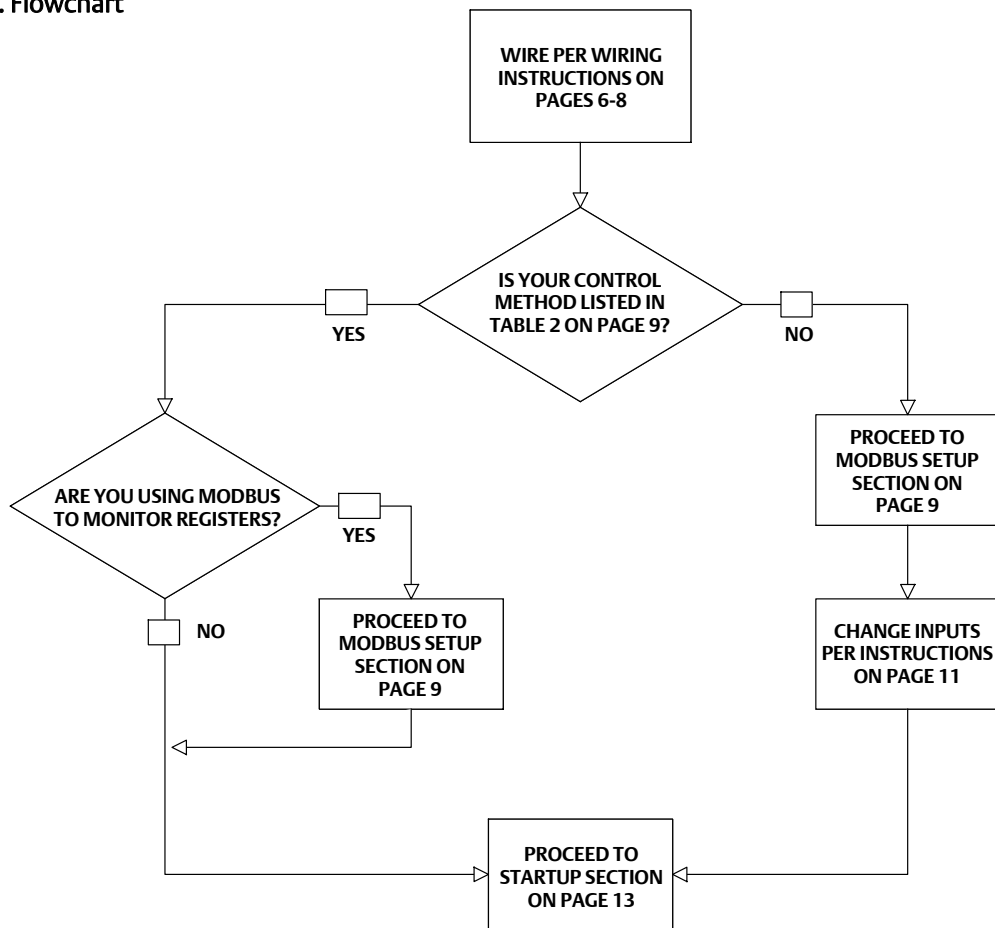 . Flowchart
WIRE PER WIRING
INSTRUCTIONS ON
PAGES 6-8
IS YOUR CONTROL
METHOD LISTED IN
TABLE 2 ON PAGE 9?
YES
NO
ARE YOU USING MODBUS
TO MONITOR REGISTERS?
YES
NO
PROCEED TO
MODBUS SETUP
SECTION ON
PAGE 9
PROCEED TO
MODBUS SETUP
SECTION ON
PAGE 9
CHANGE INPUTS
PER INSTRUCTIONS
ON PAGE 11
PROCEED TO
STARTUP SECTION
ON PAGE 13